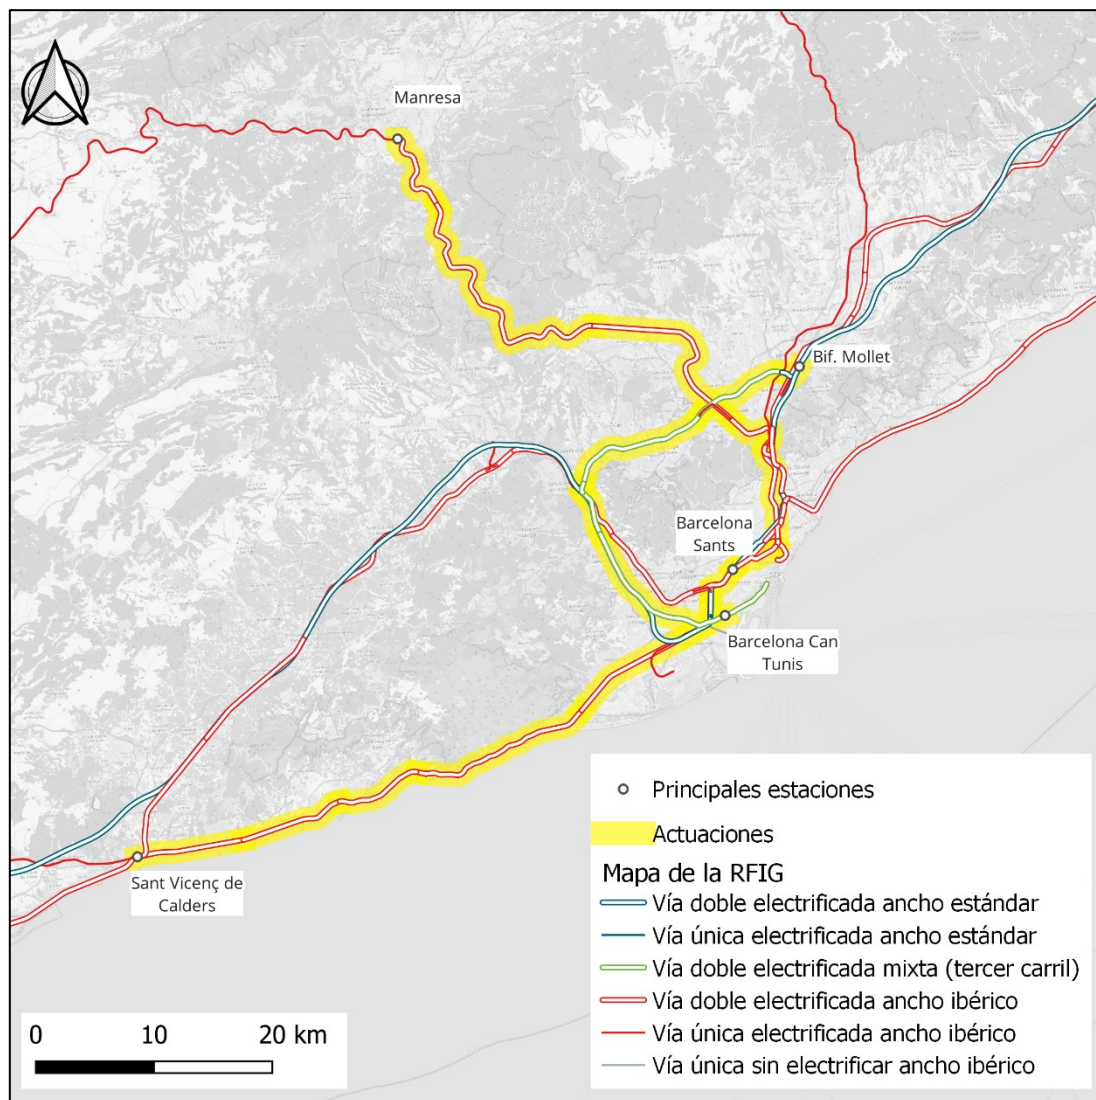 Manresa
Bif. Mollet
Barcelona
Sants
Barcelona Can
Tunis
Sant Vicenç de
Calders
Principales estaciones
Actuaciones
Mapa de la RFIG
Vía doble electrificada ancho estándar
Vía única electrificada ancho estándar
Vía doble electrificada mixta (tercer carril)
Vía doble electrificada ancho ibérico
Vía única electrificada ancho ibérico
Vía única sin electrificar ancho ibérico
0 10 20 km